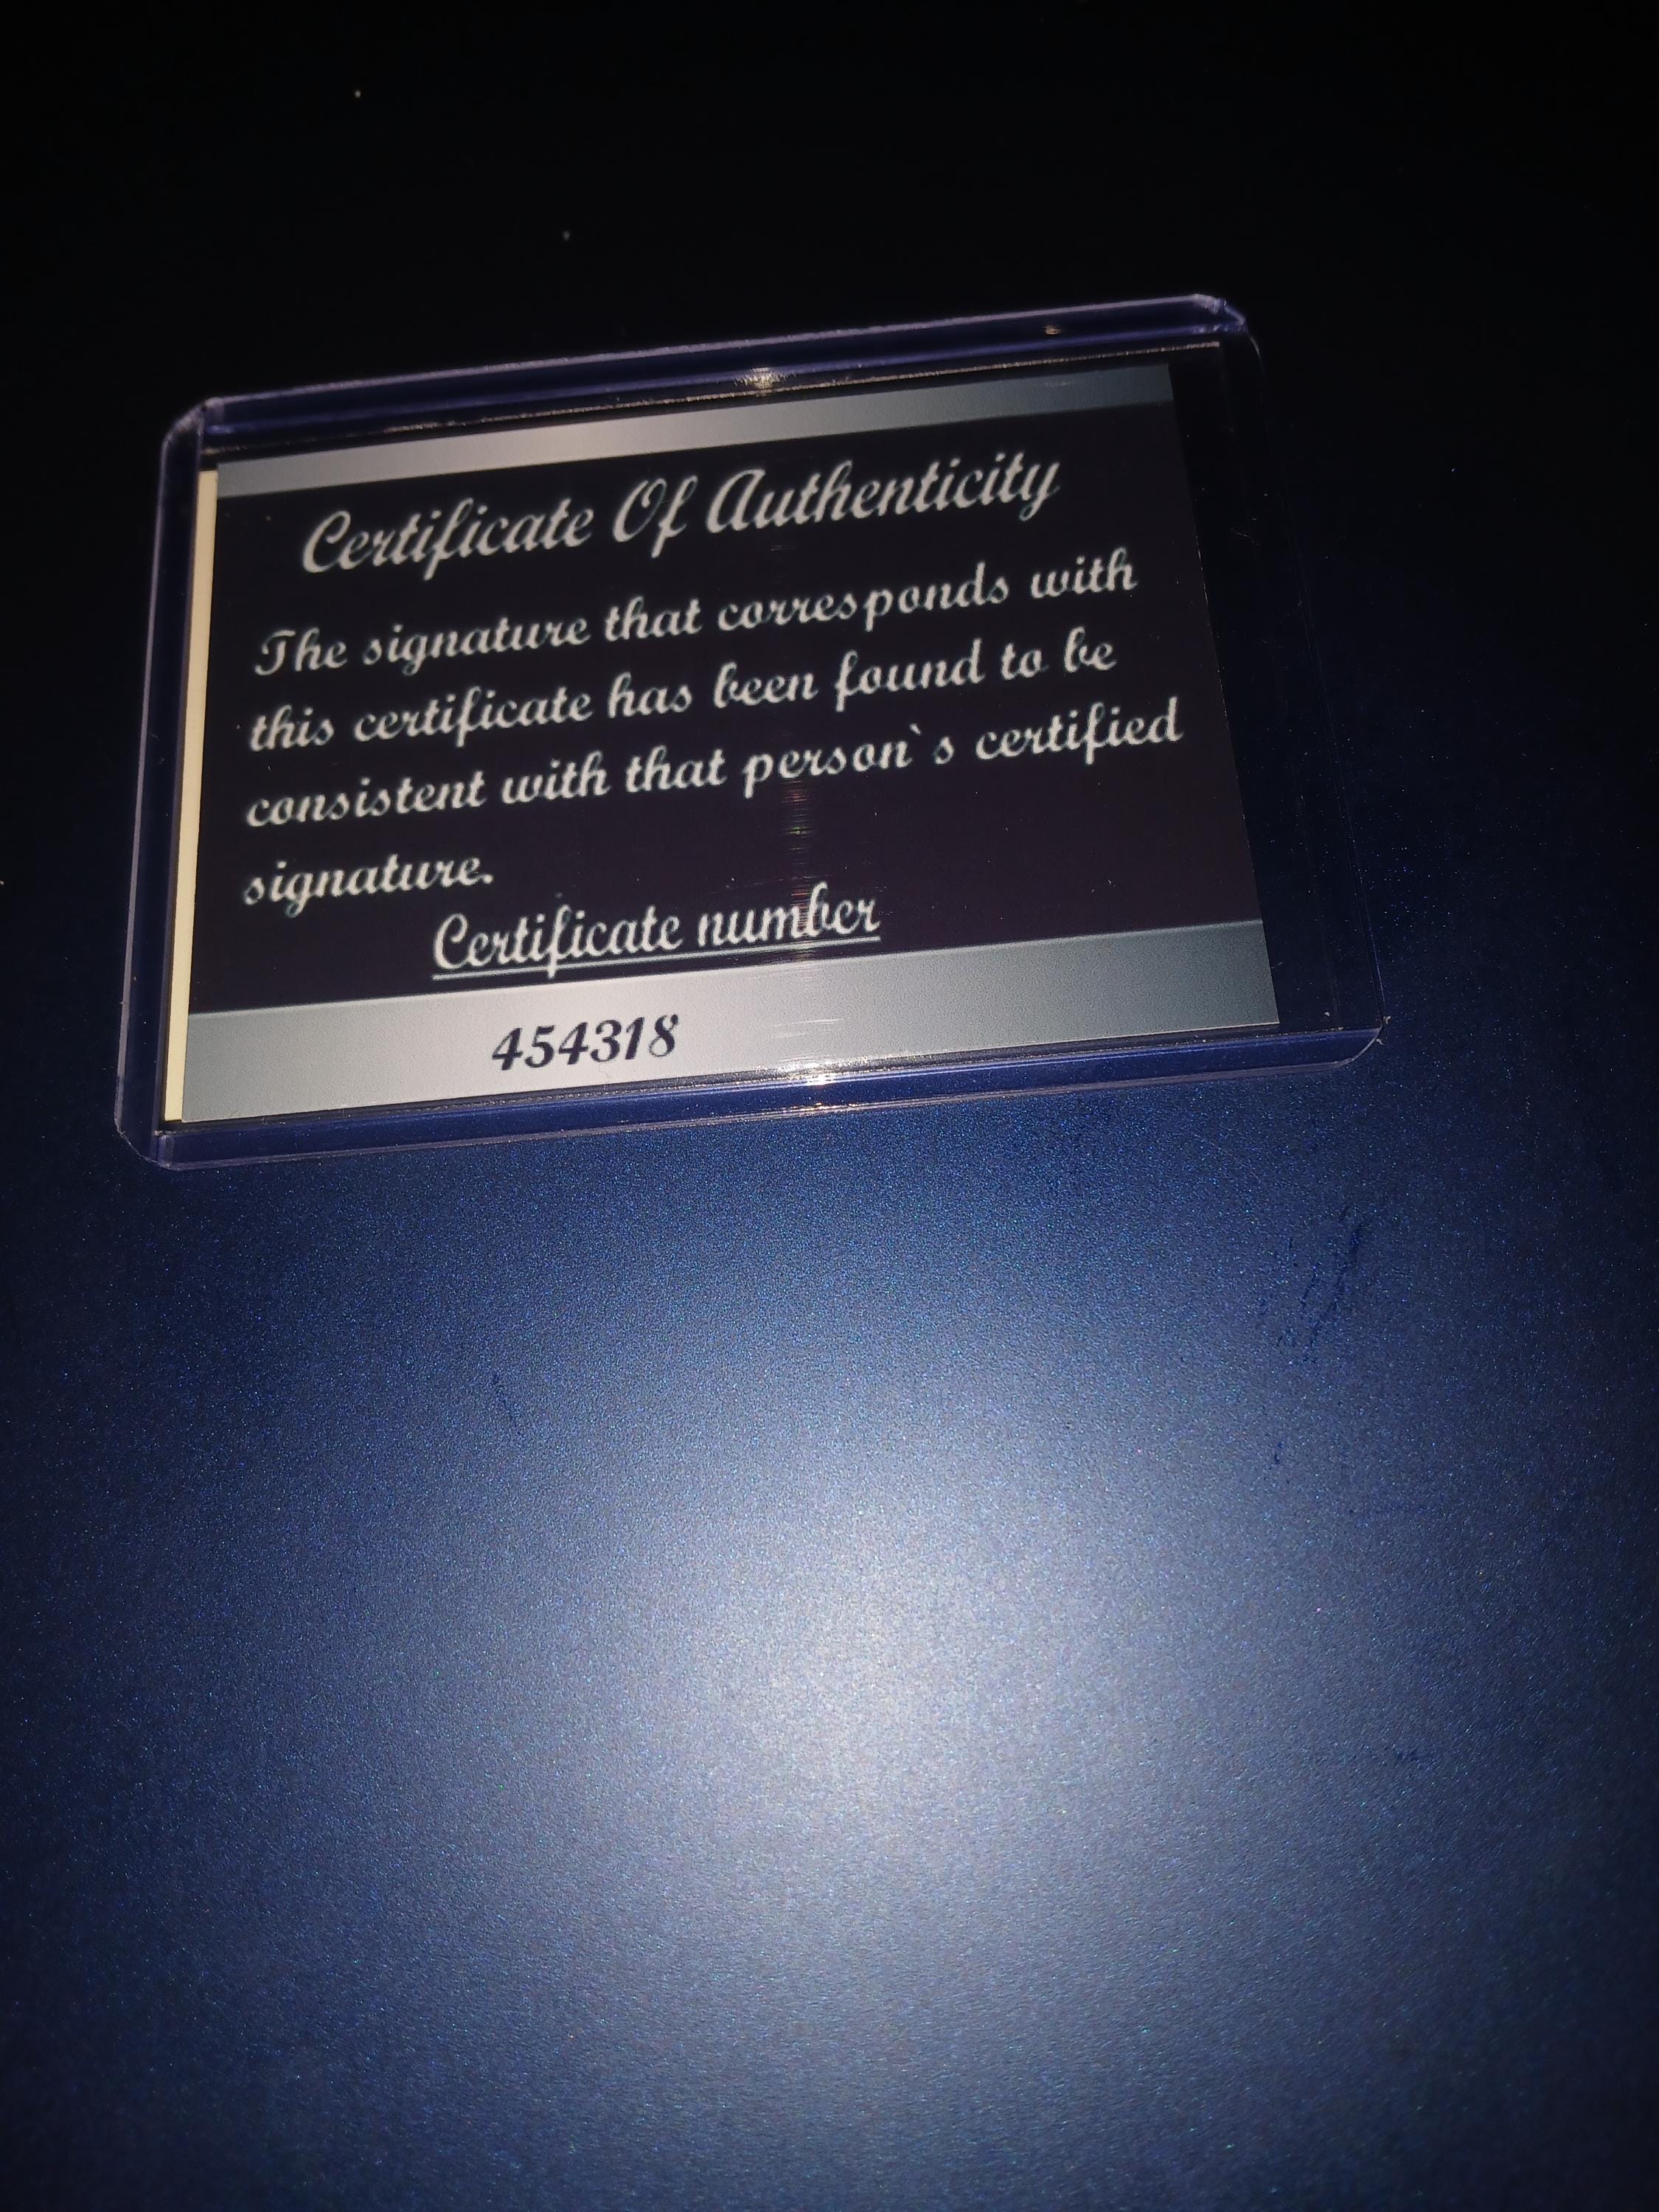 Certificate Of Authenticity
The signature that corresponds with
this certificate has been found to be
consistent with that person`s certified
signature.
Certificate number
454318